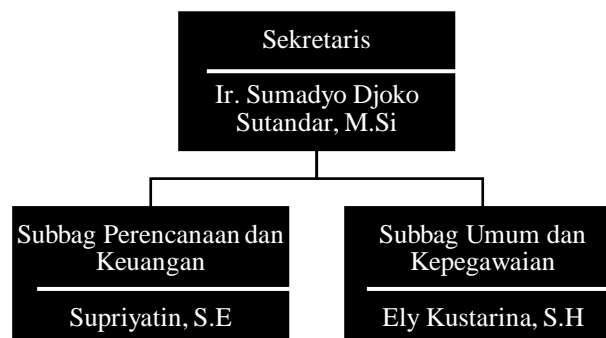 Sekretaris
Ir. Sumadyo Djoko
Sutandar, M.Si
Subbag Perencanaan dan
Keuangan
Supriyatin, S.E
Subbag Umum dan
Kepegawaian
Ely Kustarina, S.H